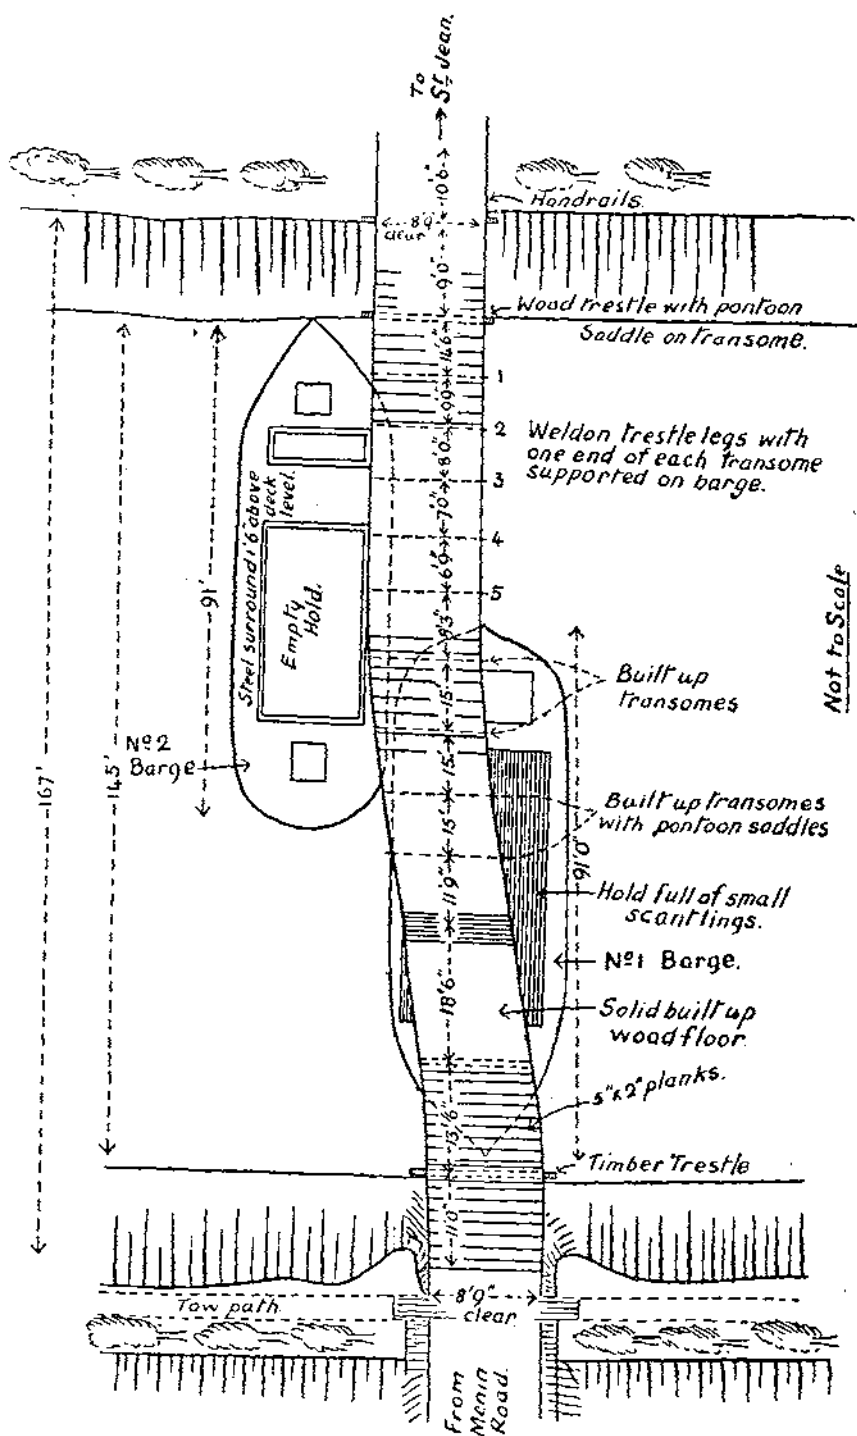 To
St. Jean.
10'6"
Handrails.
8'9"
clear
9'0"
Wood trestle with pontoon
Saddle on transome.
14'6"
1
9'9"
2
Weldon trestle legs with
one end of each transome
supported on barge.
8'0"
3
7'0"
4
6'9"
5
8'3"
Steel surround 1'6" above
deck
level.
Empty
Hold.
91'
Not to Scale
15'
Built up
transomes
No 2
Barge
15'
Built up transomes
with pontoon saddles
15'
91'0"
167'
145'
11'9"
Hold full of small
scantlings.
No 1 Barge.
18'6"
Solid built up
wood floor.
5"x2" planks.
13'6"
Timber Trestle
11'0"
Tow path
8'9"
clear
From
Menin
Road.